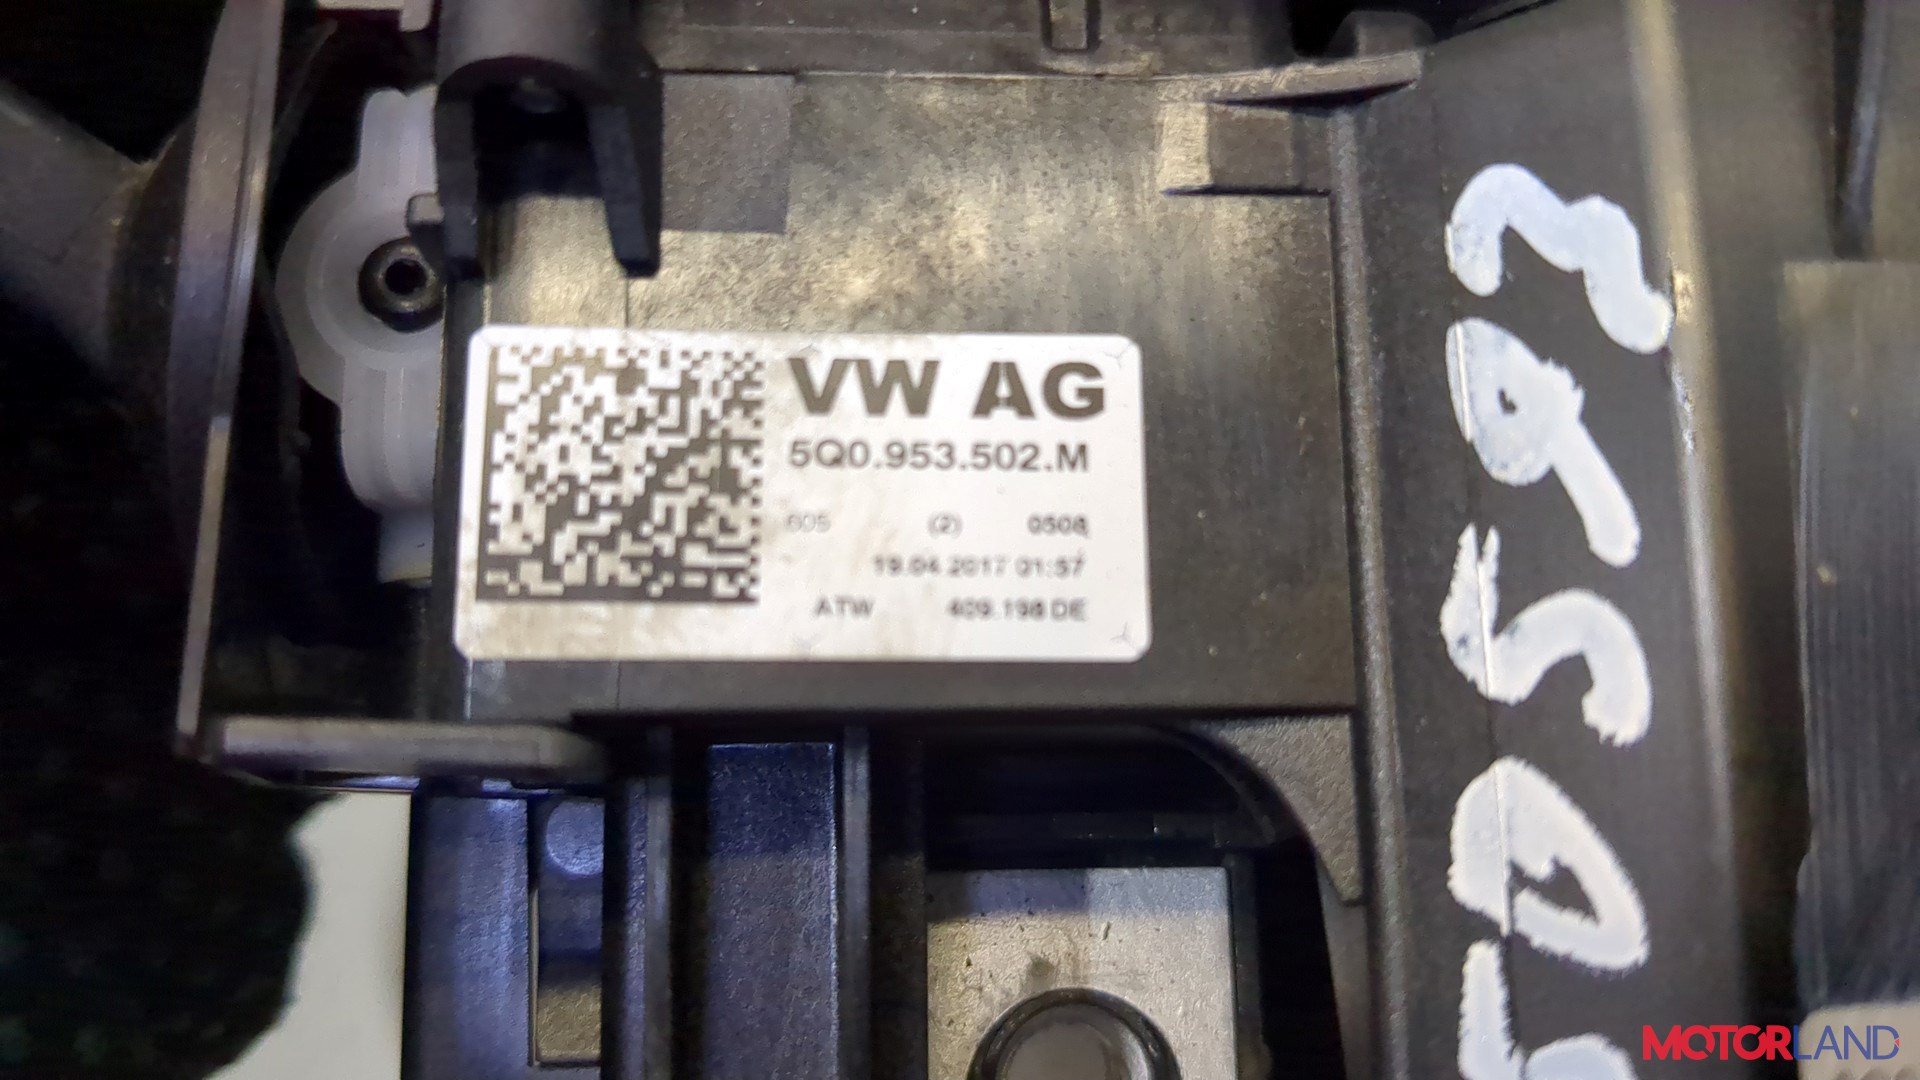 VW AG
5Q0.953.502.M
605 (2) 0508
19.04.2017 01:57
ATW 409.198 DE
MOTORLAND